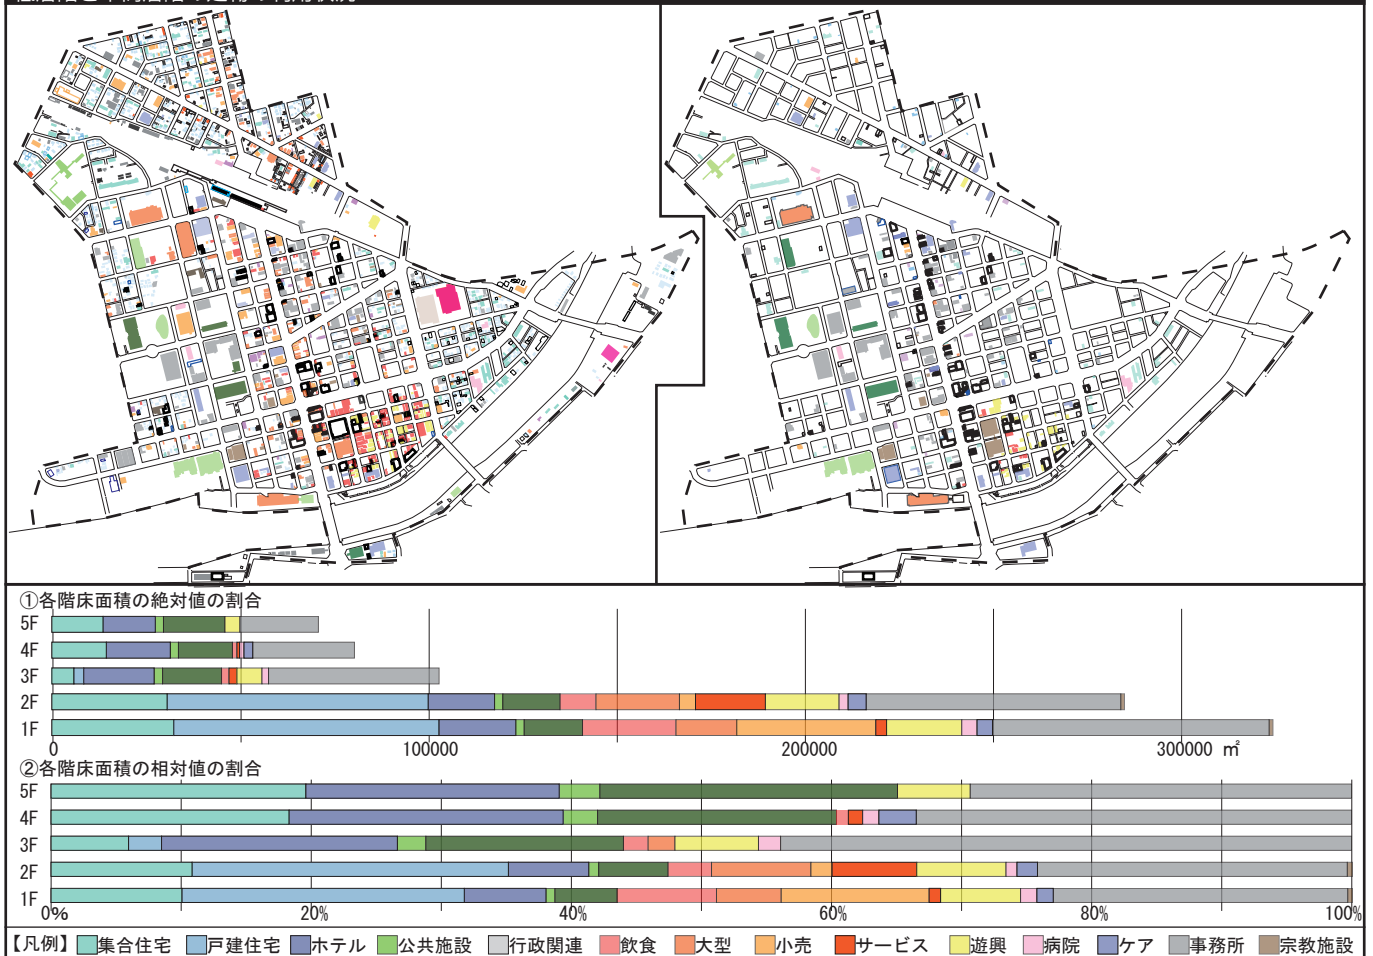 ①各階床面積の絶対値の割合
5F
4F
3F
2F
1F
0 100000 200000 300000 ㎡
②各階床面積の相対値の割合
5F
4F
3F
2F
1F
0% 20% 40% 60% 80% 100%
【凡例】 集合住宅 戸建住宅 ホテル 公共施設 行政関連 飲食 大型 小売 サービス 遊興 病院 ケア 事務所 宗教施設